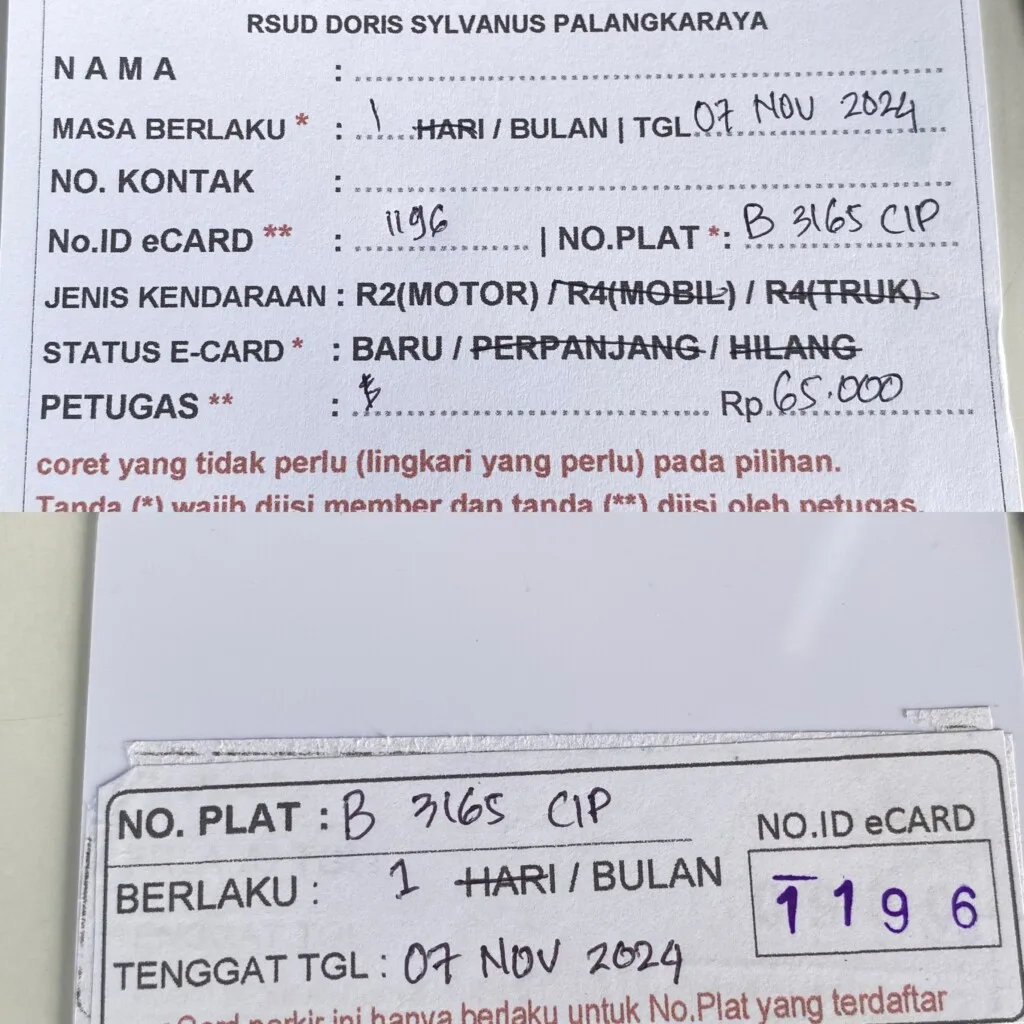 RSUD DORIS SYLVANUS PALANGKARAYA
N A M A :
MASA BERLAKU * : 1 HARI / BULAN | TGL 07 NOV 2024
NO. KONTAK :
No.ID eCARD ** : 1196 | NO.PLAT *: B 3165 CIP
JENIS KENDARAAN : R2(MOTOR) / R4(MOBIL) / R4(TRUK)
STATUS E-CARD * : BARU / PERPANJANG / HILANG
PETUGAS ** : Rp. 65.000
coret yang tidak perlu (lingkari yang perlu) pada pilihan.
Tanda (*) wajib diisi member dan tanda (**) diisi oleh petugas.
NO. PLAT : B 3165 CIP
NO.ID eCARD
BERLAKU : 1 HARI / BULAN
1196
TENGGAT TGL : 07 NOV 2024
eCard parkir ini hanya berlaku untuk No.Plat yang terdaftar